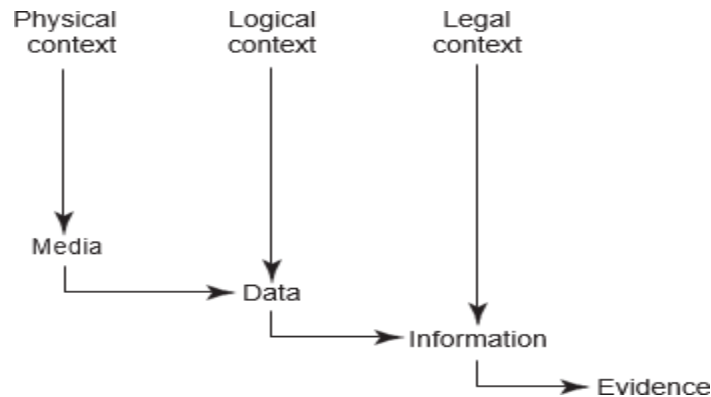 Physical context
Logical context
Legal context
Media
Data
Information
Evidence